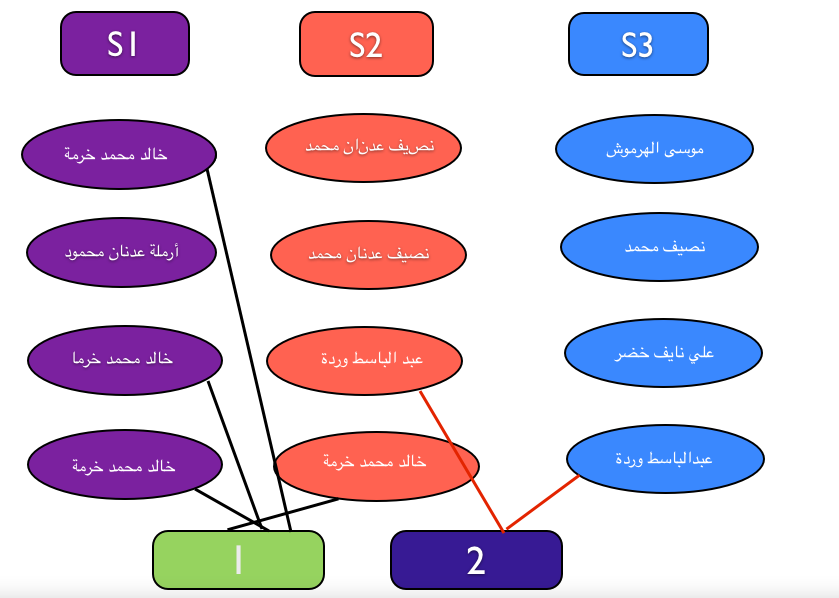 S1
S2
S3
خالد محمد خرمة
نصيف عدنان محمد
موسى الهرموش
أرملة عدنان محمود
نصيف عدنان محمد
نصيف محمد
خالد محمد خرما
عبد الباسط وردة
علي نايف خضر
خالد محمد خرمة
خالد محمد خرمة
عبدالباسط وردة
1
2